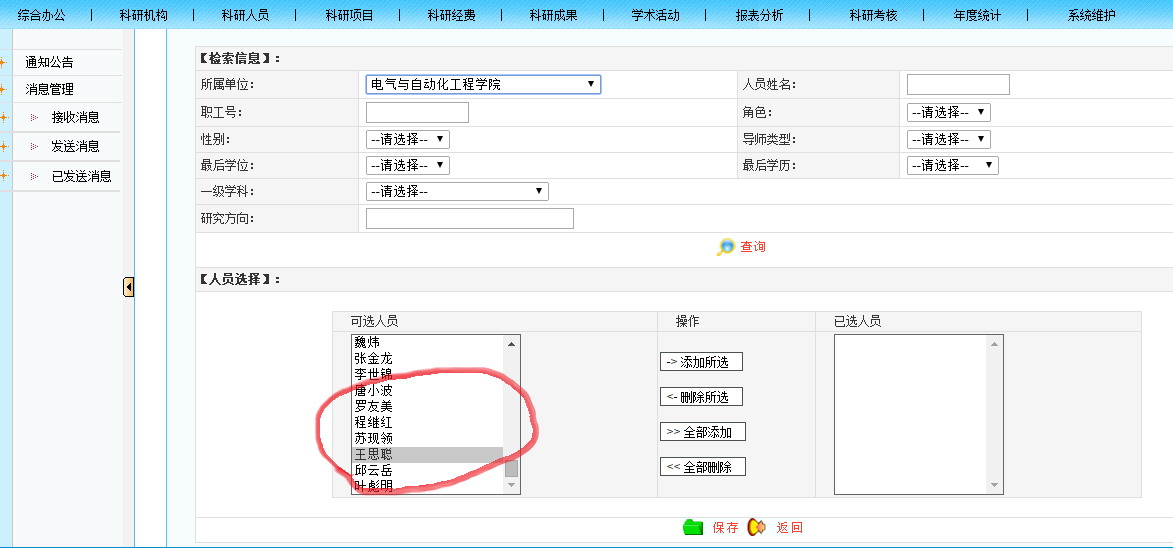 综合办公 科研机构 科研人员 科研项目 科研经费 科研成果 学术活动 报表分析 科研考核 年度统计 系统维护
通知公告
消息管理
接收消息
发送消息
已发送消息
【检索信息】:
所属单位: 电气与自动化工程学院 人员姓名:
职工号: 角色: --请选择--
性别: --请选择-- 导师类型: --请选择--
最后学位: --请选择-- 最后学历: --请选择--
一级学科: --请选择--
研究方向:
查询
【人员选择】:
可选人员 操作 已选人员
魏炜
张金龙
李世锦
唐小波
罗友美
程继红
苏现领
王思聪
邱云岳
叶彪明
-> 添加所选
<- 删除所选
>> 全部添加
<< 全部删除
保存 返回